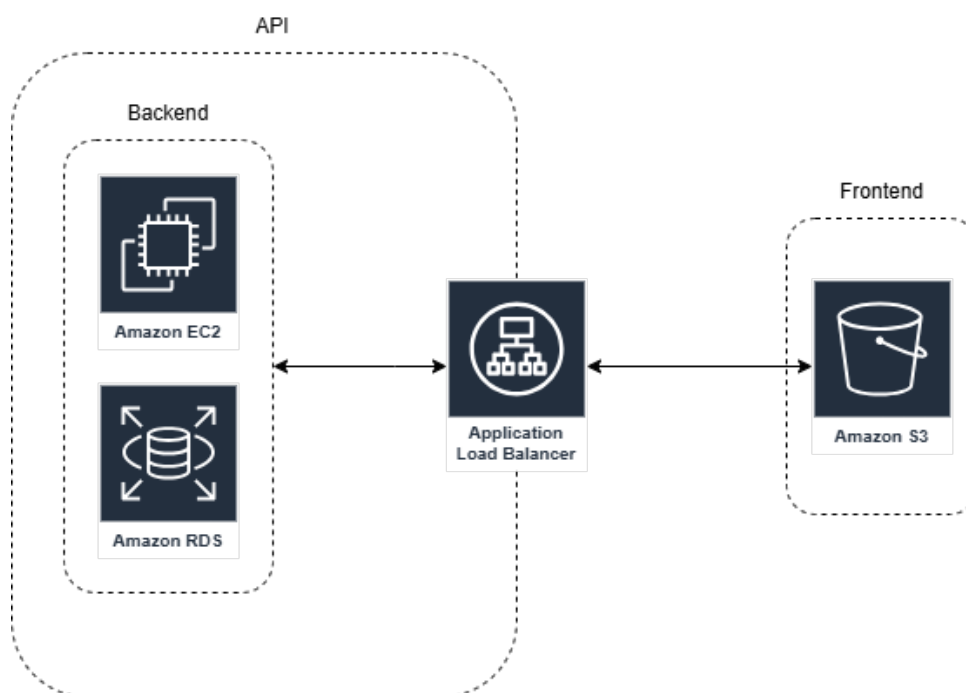 API
Backend
Frontend
Amazon EC2
Application
Load Balancer
Amazon S3
Amazon RDS